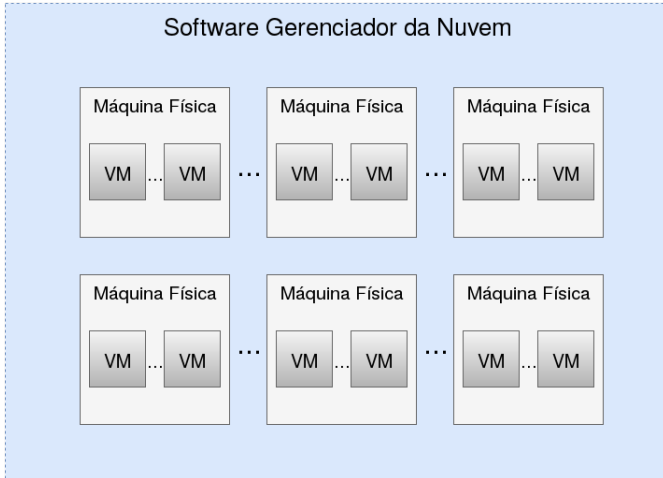 Software Gerenciador da Nuvem
Máquina Física Máquina Física Máquina Física
VM ... VM ... VM ... VM ... VM ... VM
Máquina Física Máquina Física Máquina Física
VM ... VM ... VM ... VM ... VM ... VM